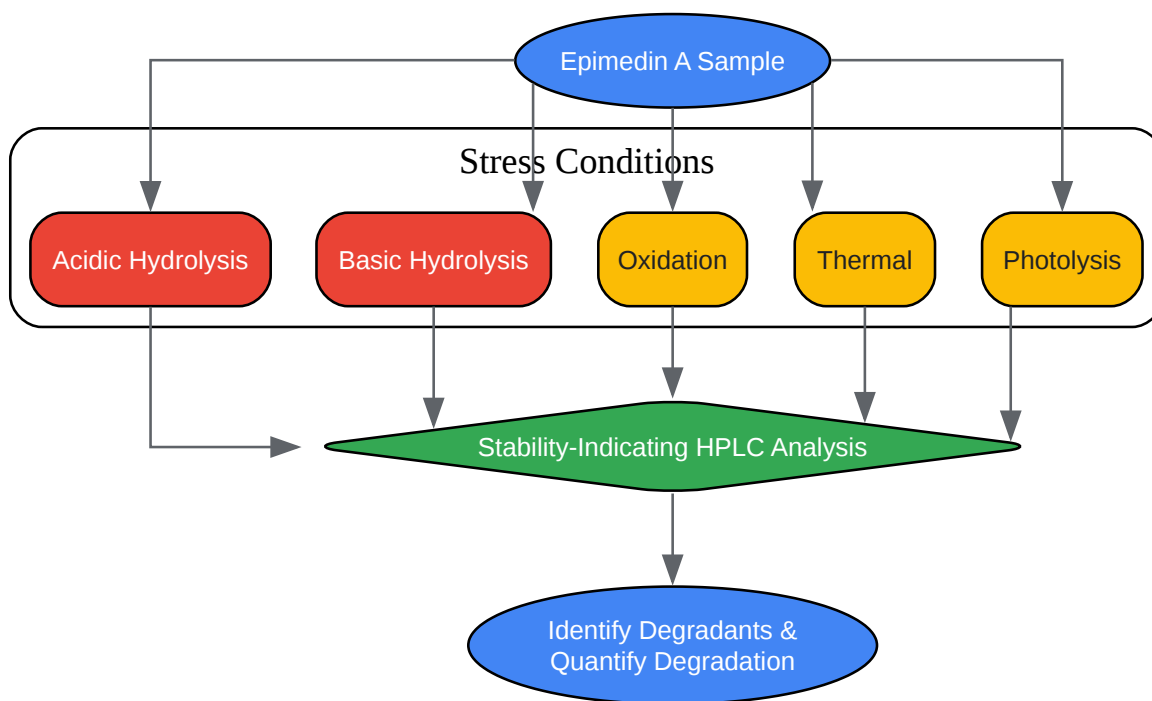 Epimedin A Sample
Stress Conditions
Acidic Hydrolysis
Basic Hydrolysis
Oxidation
Thermal
Photolysis
Stability-Indicating HPLC Analysis
Identify Degradants &
Quantify Degradation